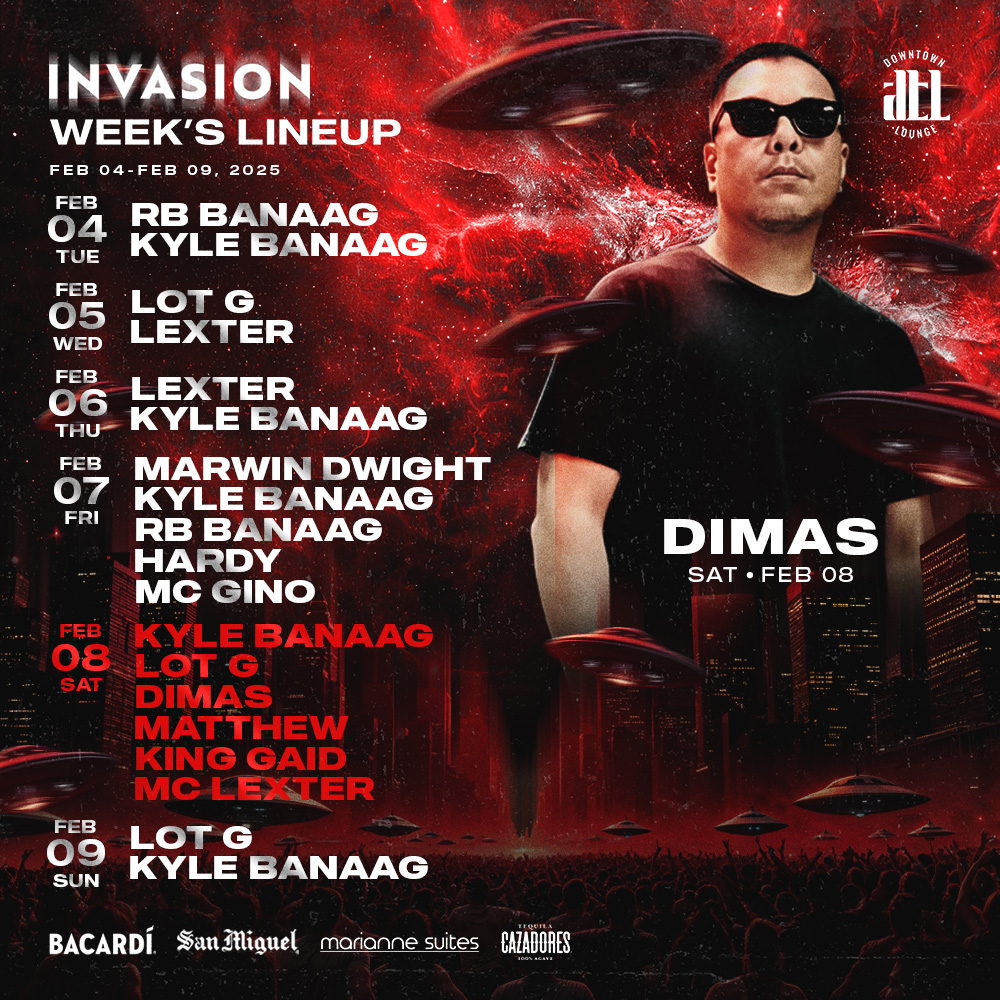 INVASION
WEEK'S LINEUP
FEB 04-FEB 09, 2025
FEB
04
TUE
RB BANAAG
KYLE BANAAG
FEB
05
WED
LOT G
LEXTER
FEB
06
THU
LEXTER
KYLE BANAAG
FEB
07
FRI
MARWIN DWIGHT
KYLE BANAAG
RB BANAAG
HARDY
MC GINO
FEB
08
SAT
KYLE BANAAG
LOT G
DIMAS
MATTHEW
KING GAID
MC LEXTER
FEB
09
SUN
LOT G
KYLE BANAAG
DOWNTOWN
dtl
LOUNGE
DIMAS
SAT • FEB 08
BACARDÍ
San Miguel
marianne suites
TEQUILA
CAZADORES
100% AGAVE